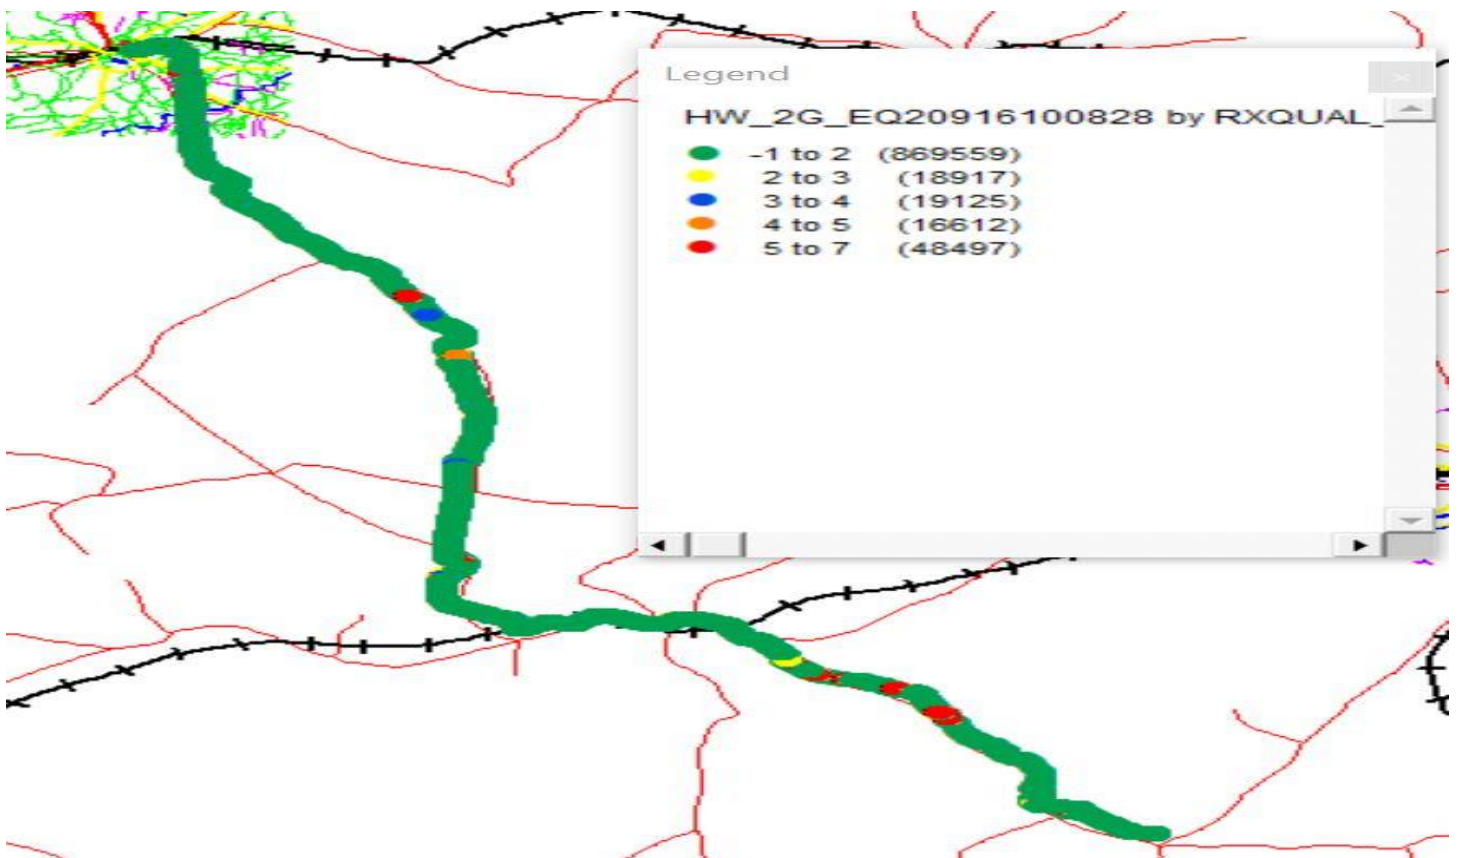 Legend
HW_2G_EQ20916100828 by RXQUAL_
-1 to 2 (869559)
2 to 3 (18917)
3 to 4 (19125)
4 to 5 (16612)
5 to 7 (48497)